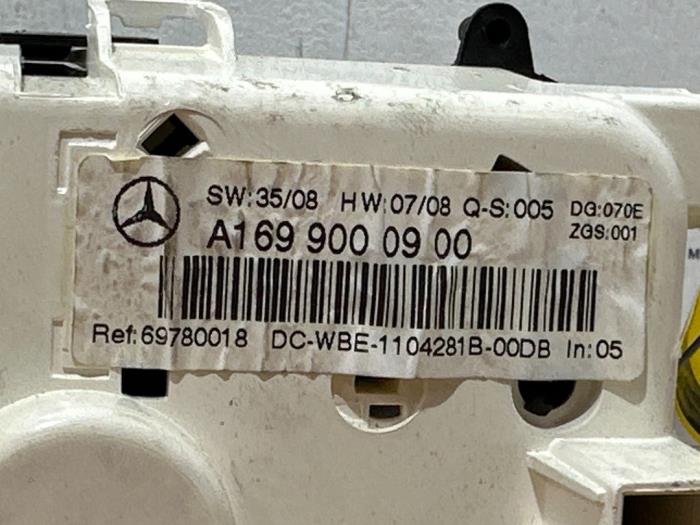 SW:35/08 HW:07/08 Q-S:005 DG:070E
ZGS:001
A169 900 09 00
Ref:69780018 DC-WBE-1104281B-00DB In:05